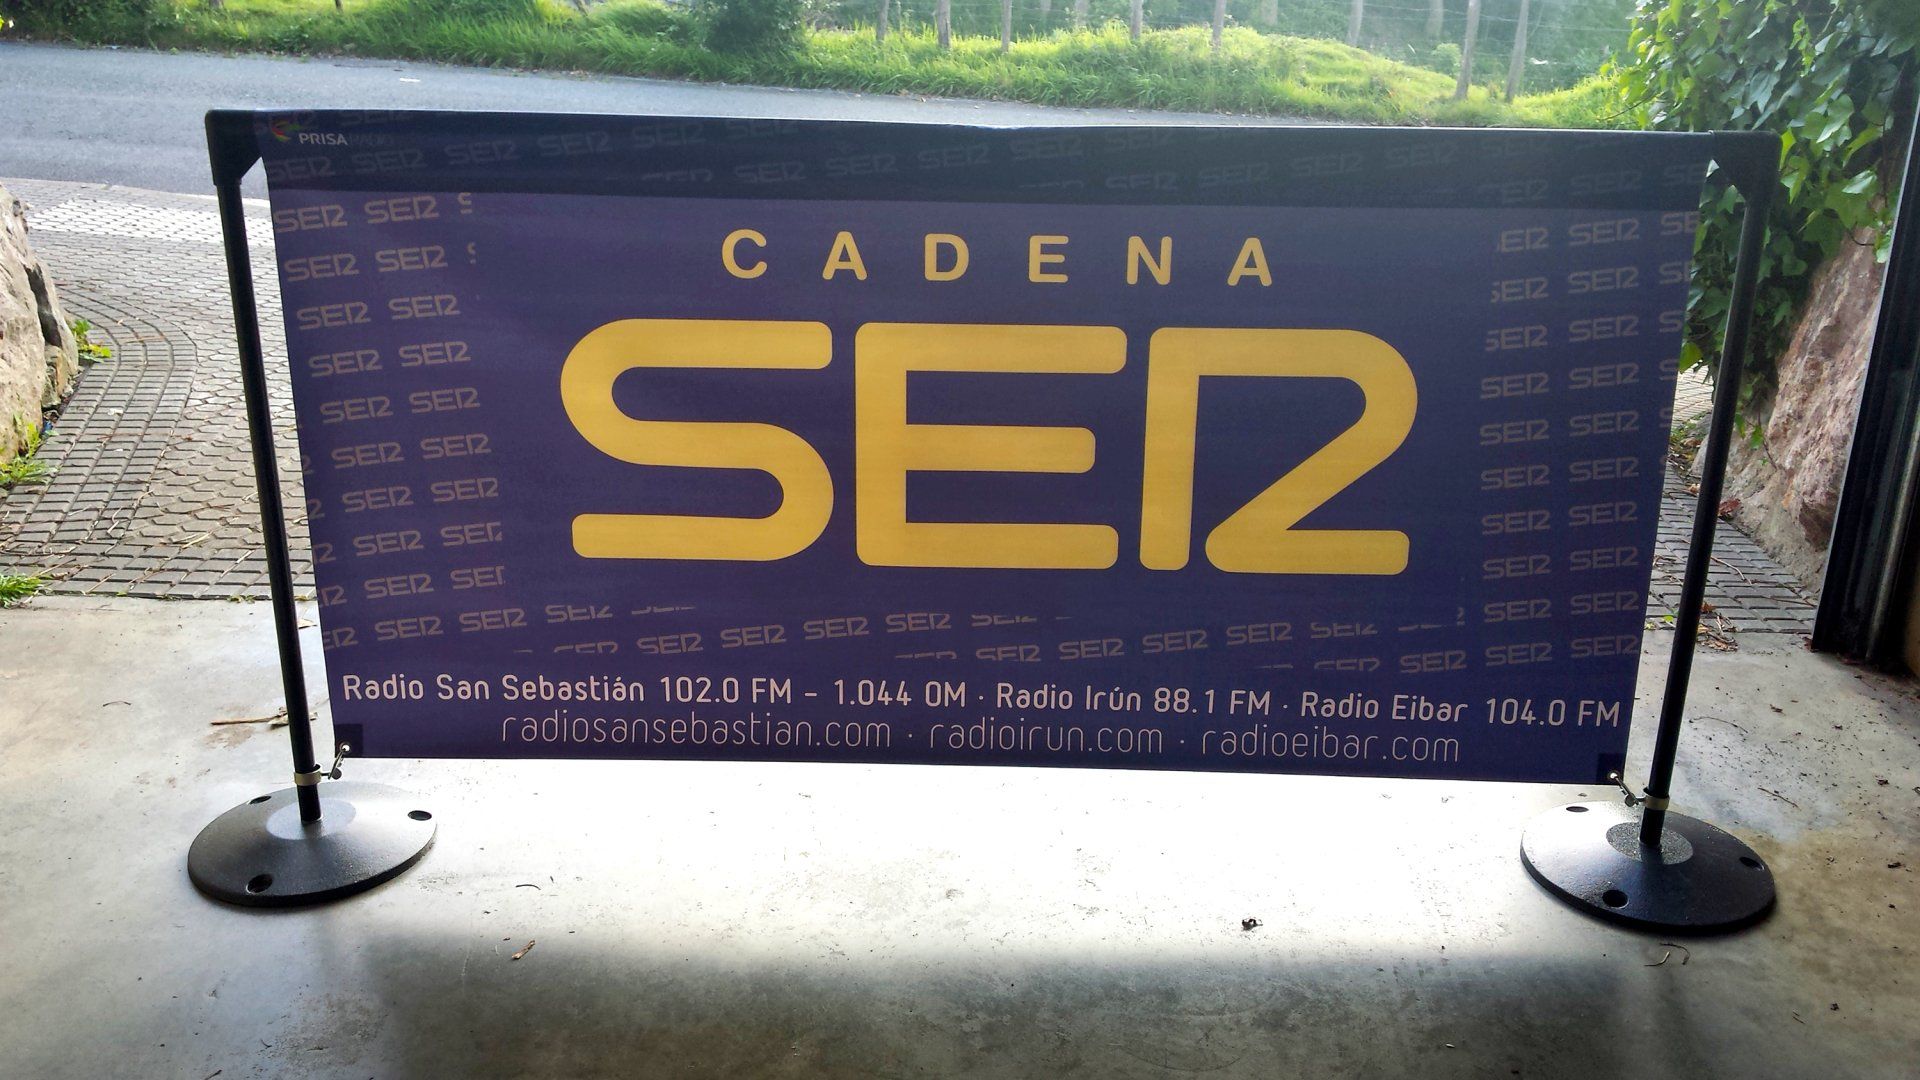 PRISA RADIO
CADENA
SER
Radio San Sebastián 102.0 FM - 1.044 OM · Radio Irún 88.1 FM · Radio Eibar 104.0 FM
radiosansebastian.com · radioirun.com · radioeibar.com